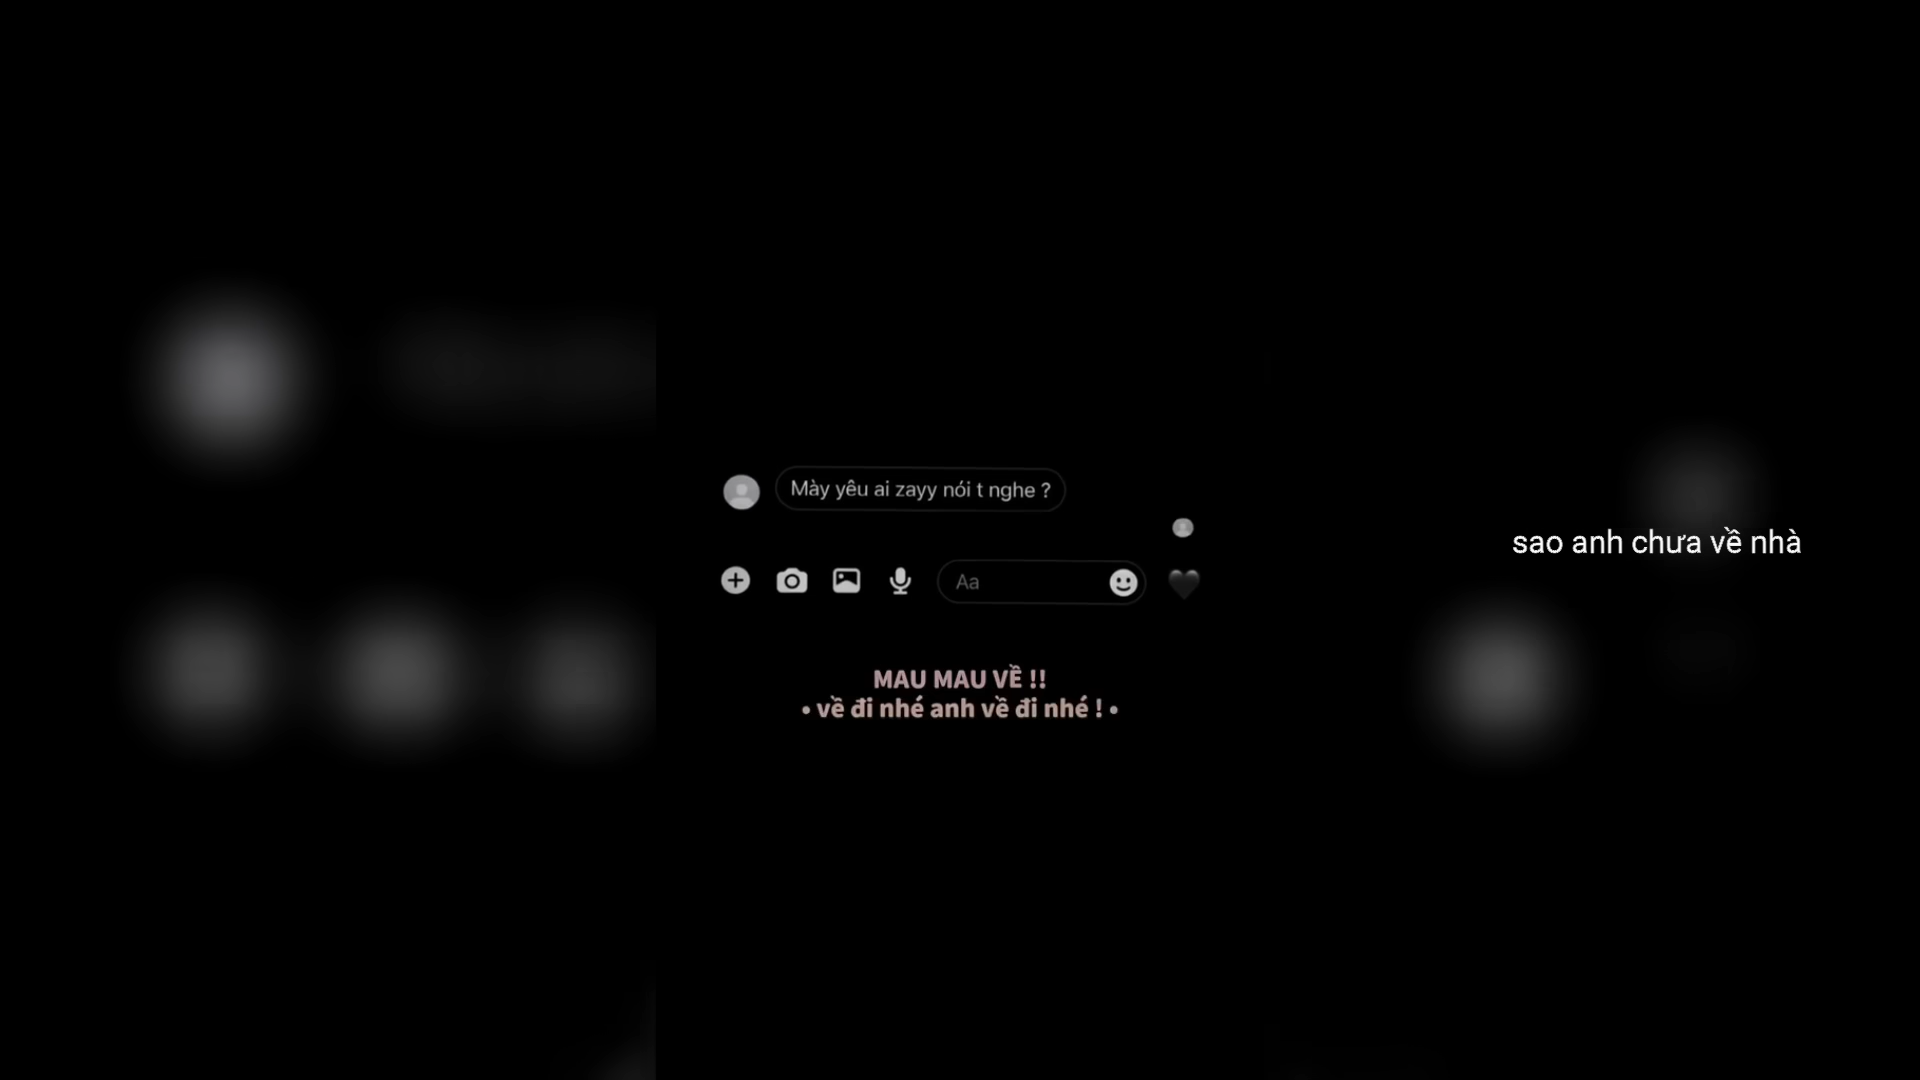 Mày yêu ai zayy nói t nghe ?
Aa
MAU MAU VỀ !!
• về đi nhé anh về đi nhé ! •
sao anh chưa về nhà